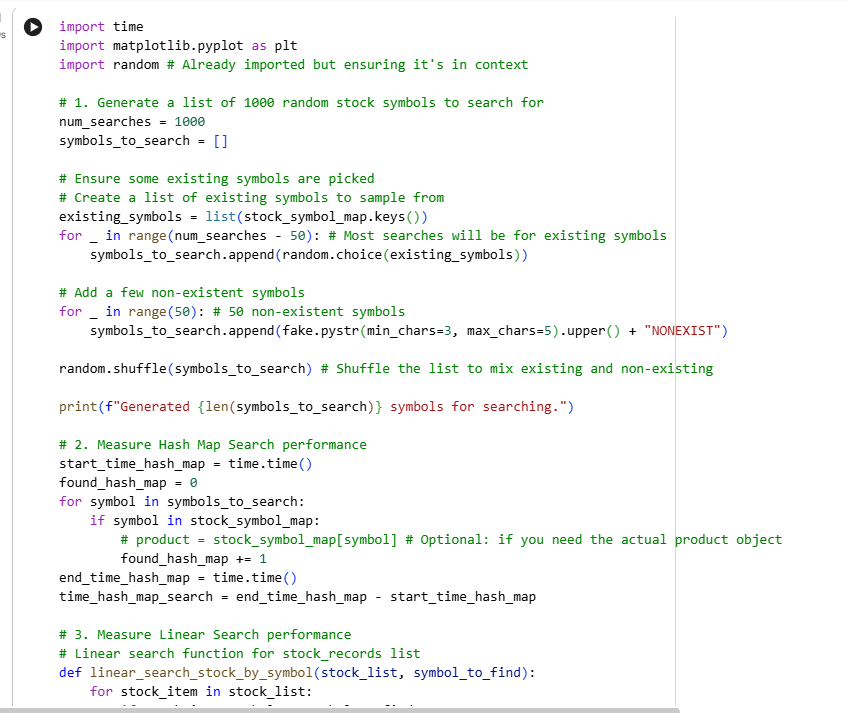 import time
import matplotlib.pyplot as plt
import random # Already imported but ensuring it's in context

# 1. Generate a list of 1000 random stock symbols to search for
num_searches = 1000
symbols_to_search = []

# Ensure some existing symbols are picked
# Create a list of existing symbols to sample from
existing_symbols = list(stock_symbol_map.keys())
for _ in range(num_searches - 50): # Most searches will be for existing symbols
    symbols_to_search.append(random.choice(existing_symbols))

# Add a few non-existent symbols
for _ in range(50): # 50 non-existent symbols
    symbols_to_search.append(fake.pystr(min_chars=3, max_chars=5).upper() + "NONEXIST")

random.shuffle(symbols_to_search) # Shuffle the list to mix existing and non-existing

print(f"Generated {len(symbols_to_search)} symbols for searching.")

# 2. Measure Hash Map Search performance
start_time_hash_map = time.time()
found_hash_map = 0
for symbol in symbols_to_search:
    if symbol in stock_symbol_map:
        # product = stock_symbol_map[symbol] # Optional: if you need the actual product object
        found_hash_map += 1
end_time_hash_map = time.time()
time_hash_map_search = end_time_hash_map - start_time_hash_map

# 3. Measure Linear Search performance
# Linear search function for stock_records list
def linear_search_stock_by_symbol(stock_list, symbol_to_find):
    for stock_item in stock_list: